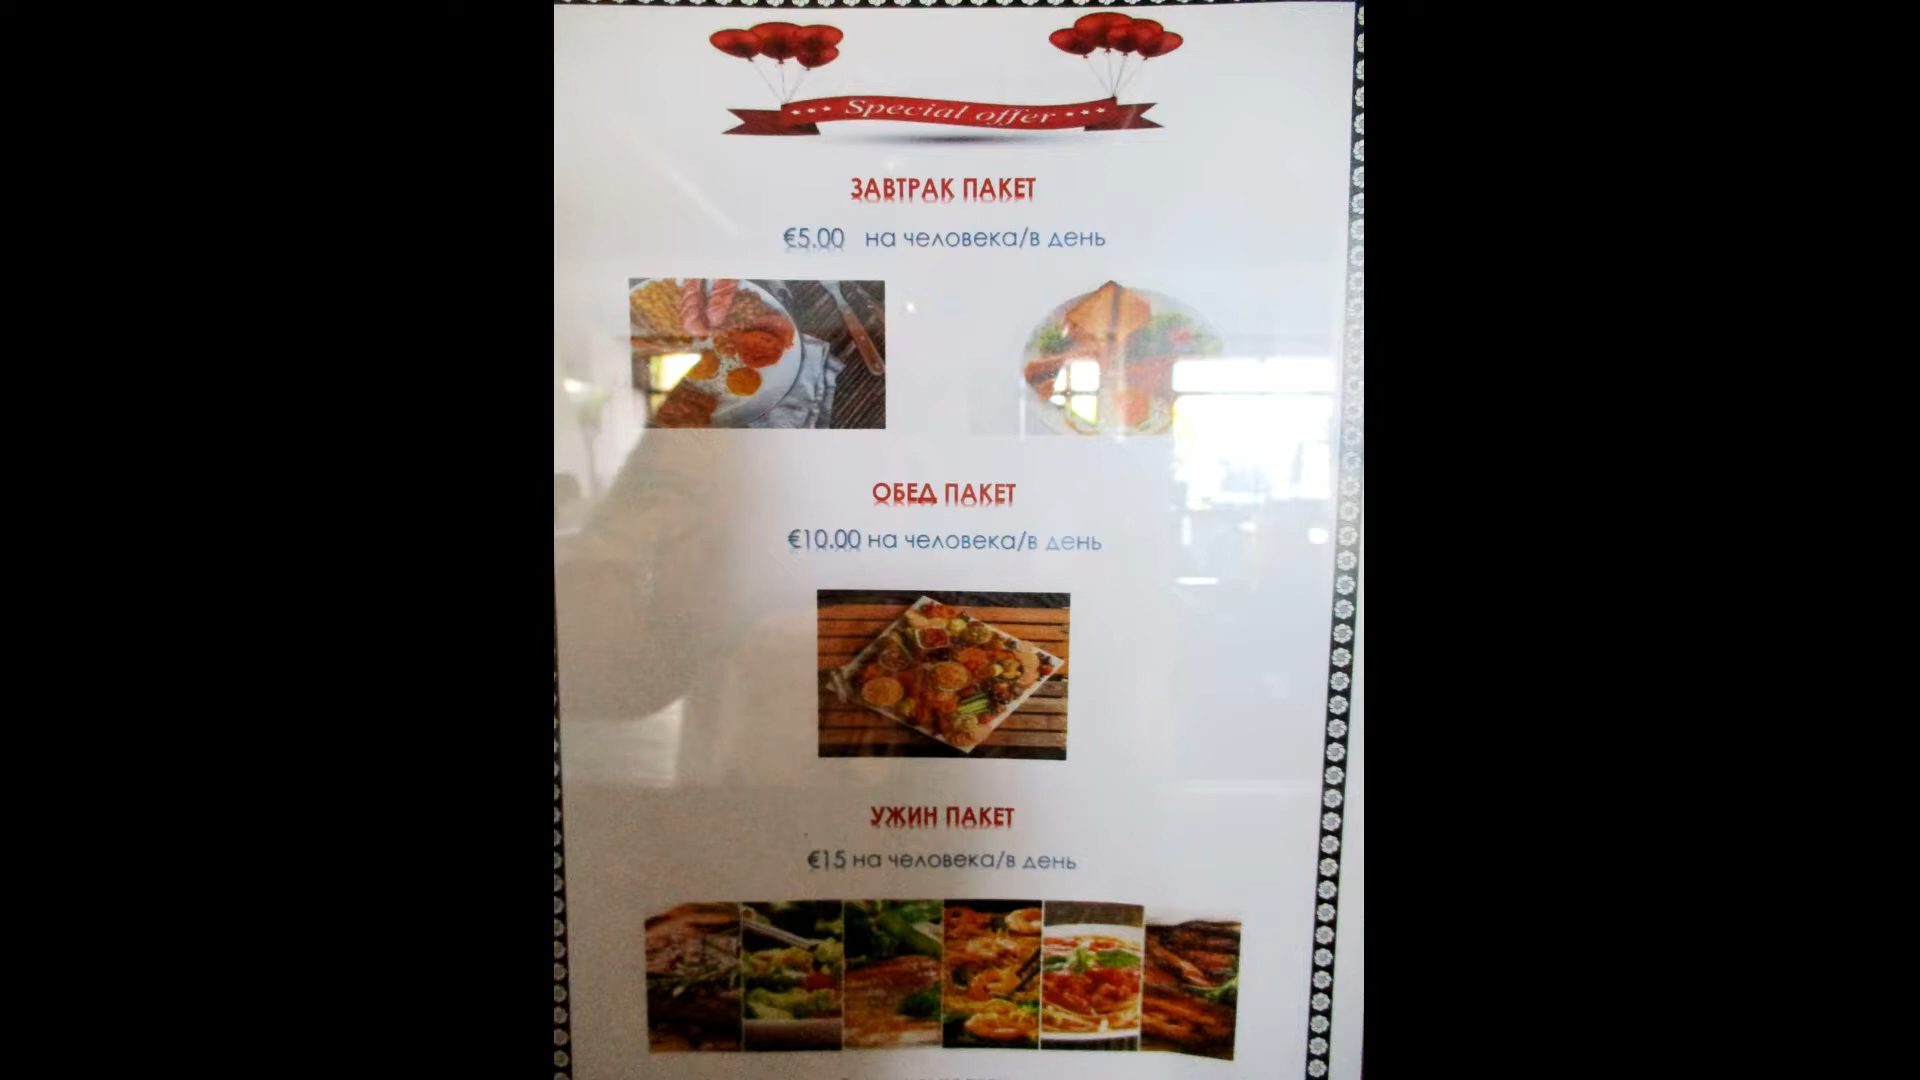 Special offer
ЗАВТРАК ПАКЕТ
€5.00 на человека/в день
ОБЕД ПАКЕТ
€10.00 на человека/в день
УЖИН ПАКЕТ
€15 на человека/в день